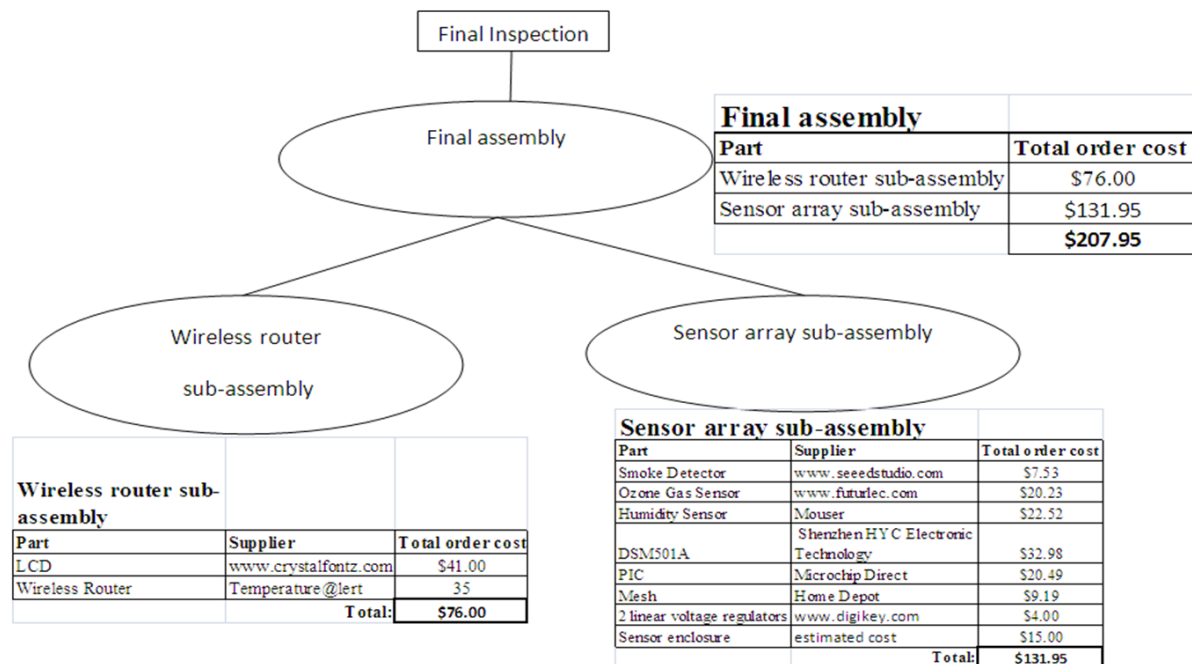 Final Inspection
Final assembly
Final assembly
Part Total order cost
Wireless router sub-assembly $76.00
Sensor array sub-assembly $131.95
$207.95
Wireless router
sub-assembly
Sensor array sub-assembly
Wireless router sub-
assembly
Part Supplier Total order cost
LCD www.crystalfontz.com $41.00
Wireless Router Temperature@lert 35
Total: $76.00
Sensor array sub-assembly
Part Supplier Total order cost
Smoke Detector www.seeedstudio.com $7.53
Ozone Gas Sensor www.futurlec.com $20.23
Humidity Sensor Mouser $22.52
Shenzhen HYC Electronic
DSM501A Technology $32.98
PIC Microchip Direct $20.49
Mesh Home Depot $9.19
2 linear voltage regulators www.digikey.com $4.00
Sensor enclosure estimated cost $15.00
Total: $131.95